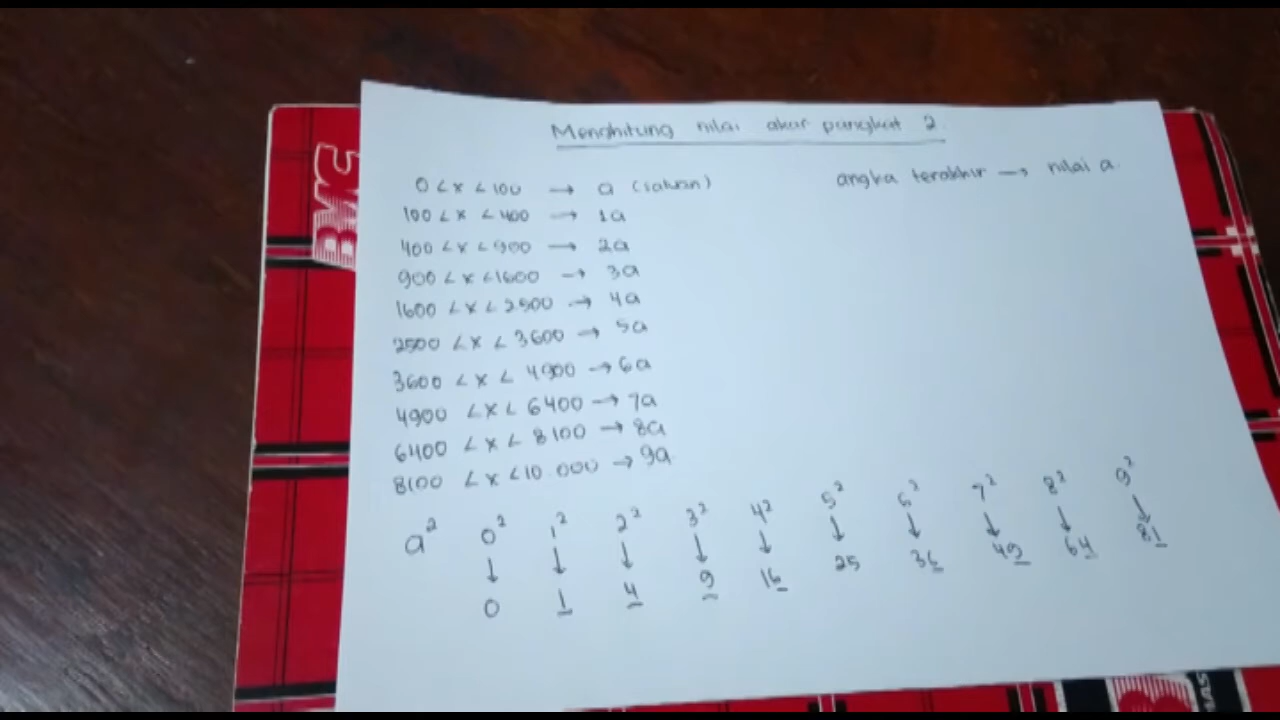 Menghitung nilai akar pangkat 2.
0 < x < 100 → a (satuan)
angka terakhir → nilai a.
100 < x < 400 → 1a
400 < x < 900 → 2a
900 < x < 1600 → 3a
1600 < x < 2500 → 4a
2500 < x < 3600 → 5a
3600 < x < 4900 → 6a
4900 < x < 6400 → 7a
6400 < x < 8100 → 8a
8100 < x < 10.000 → 9a
a² 0² 1² 2² 3² 4² 5² 6² 7² 8² 9²
↓ ↓ ↓ ↓ ↓ ↓ ↓ ↓ ↓ ↓
0 1 4 9 16 25 36 49 64 81